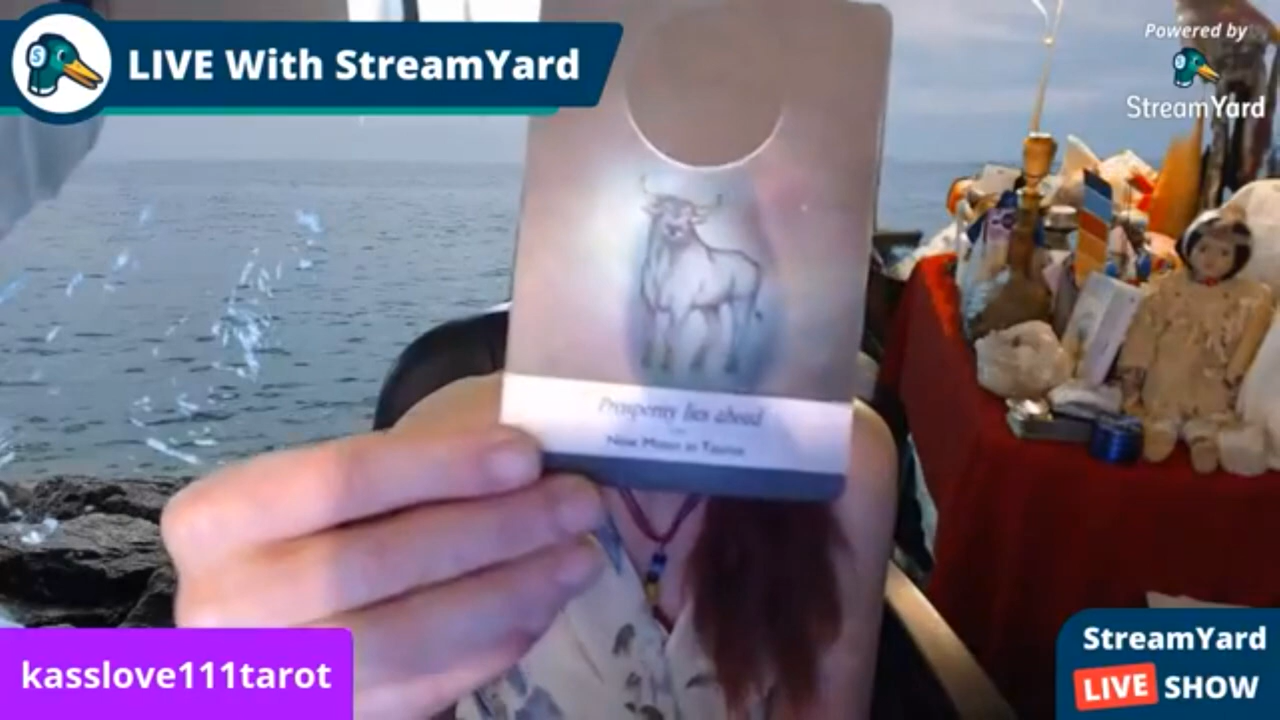 LIVE With StreamYard
Powered by
StreamYard
Prosperity lies ahead
New Moon in Taurus
kasslove111tarot
StreamYard
LIVE SHOW